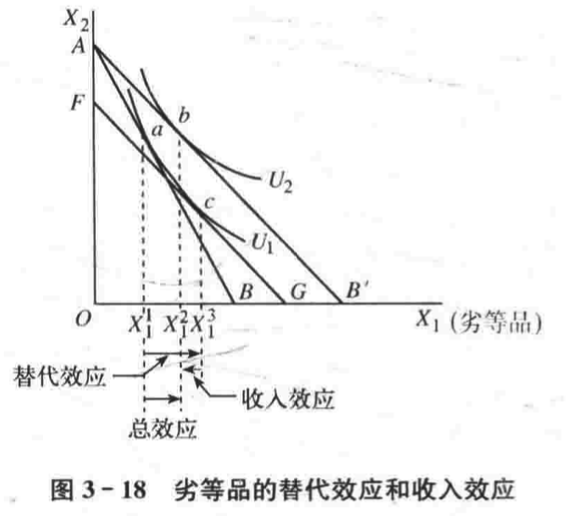 X₂
A
F
a
b
c
U₂
U₁
B
G
B′
O
X₁¹
X₁²
X₁³
X₁ (劣等品)
替代效应
收入效应
总效应
图 3-18 劣等品的替代效应和收入效应